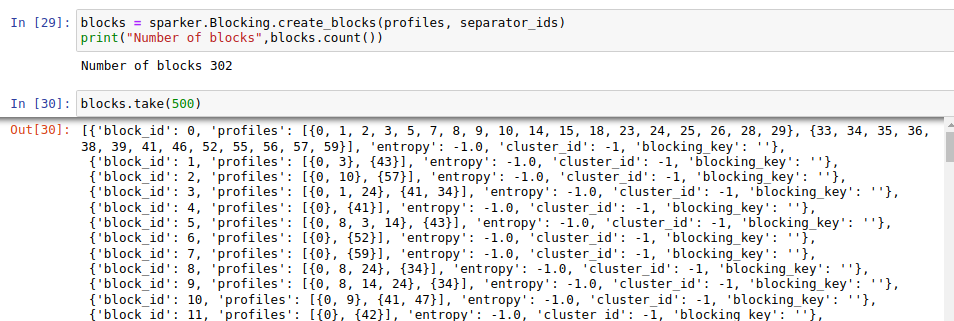 In [29]: blocks = sparker.Blocking.create_blocks(profiles, separator_ids)
print("Number of blocks",blocks.count())
Number of blocks 302
In [30]: blocks.take(500)
Out[30]: [{'block_id': 0, 'profiles': [{0, 1, 2, 3, 5, 7, 8, 9, 10, 14, 15, 18, 23, 24, 25, 26, 28, 29}, {33, 34, 35, 36,
38, 39, 41, 46, 52, 55, 56, 57, 59}], 'entropy': -1.0, 'cluster_id': -1, 'blocking_key': ''},
{'block_id': 1, 'profiles': [{0, 3}, {43}], 'entropy': -1.0, 'cluster_id': -1, 'blocking_key': ''},
{'block_id': 2, 'profiles': [{0, 10}, {57}], 'entropy': -1.0, 'cluster_id': -1, 'blocking_key': ''},
{'block_id': 3, 'profiles': [{0, 1, 24}, {41, 34}], 'entropy': -1.0, 'cluster_id': -1, 'blocking_key': ''},
{'block_id': 4, 'profiles': [{0}, {41}], 'entropy': -1.0, 'cluster_id': -1, 'blocking_key': ''},
{'block_id': 5, 'profiles': [{0, 8, 3, 14}, {43}], 'entropy': -1.0, 'cluster_id': -1, 'blocking_key': ''},
{'block_id': 6, 'profiles': [{0}, {52}], 'entropy': -1.0, 'cluster_id': -1, 'blocking_key': ''},
{'block_id': 7, 'profiles': [{0}, {59}], 'entropy': -1.0, 'cluster_id': -1, 'blocking_key': ''},
{'block_id': 8, 'profiles': [{0, 8, 24}, {34}], 'entropy': -1.0, 'cluster_id': -1, 'blocking_key': ''},
{'block_id': 9, 'profiles': [{0, 8, 14, 24}, {34}], 'entropy': -1.0, 'cluster_id': -1, 'blocking_key': ''},
{'block_id': 10, 'profiles': [{0, 9}, {41, 47}], 'entropy': -1.0, 'cluster_id': -1, 'blocking_key': ''},
{'block_id': 11, 'profiles': [{0}, {42}], 'entropy': -1.0, 'cluster_id': -1, 'blocking_key': ''},